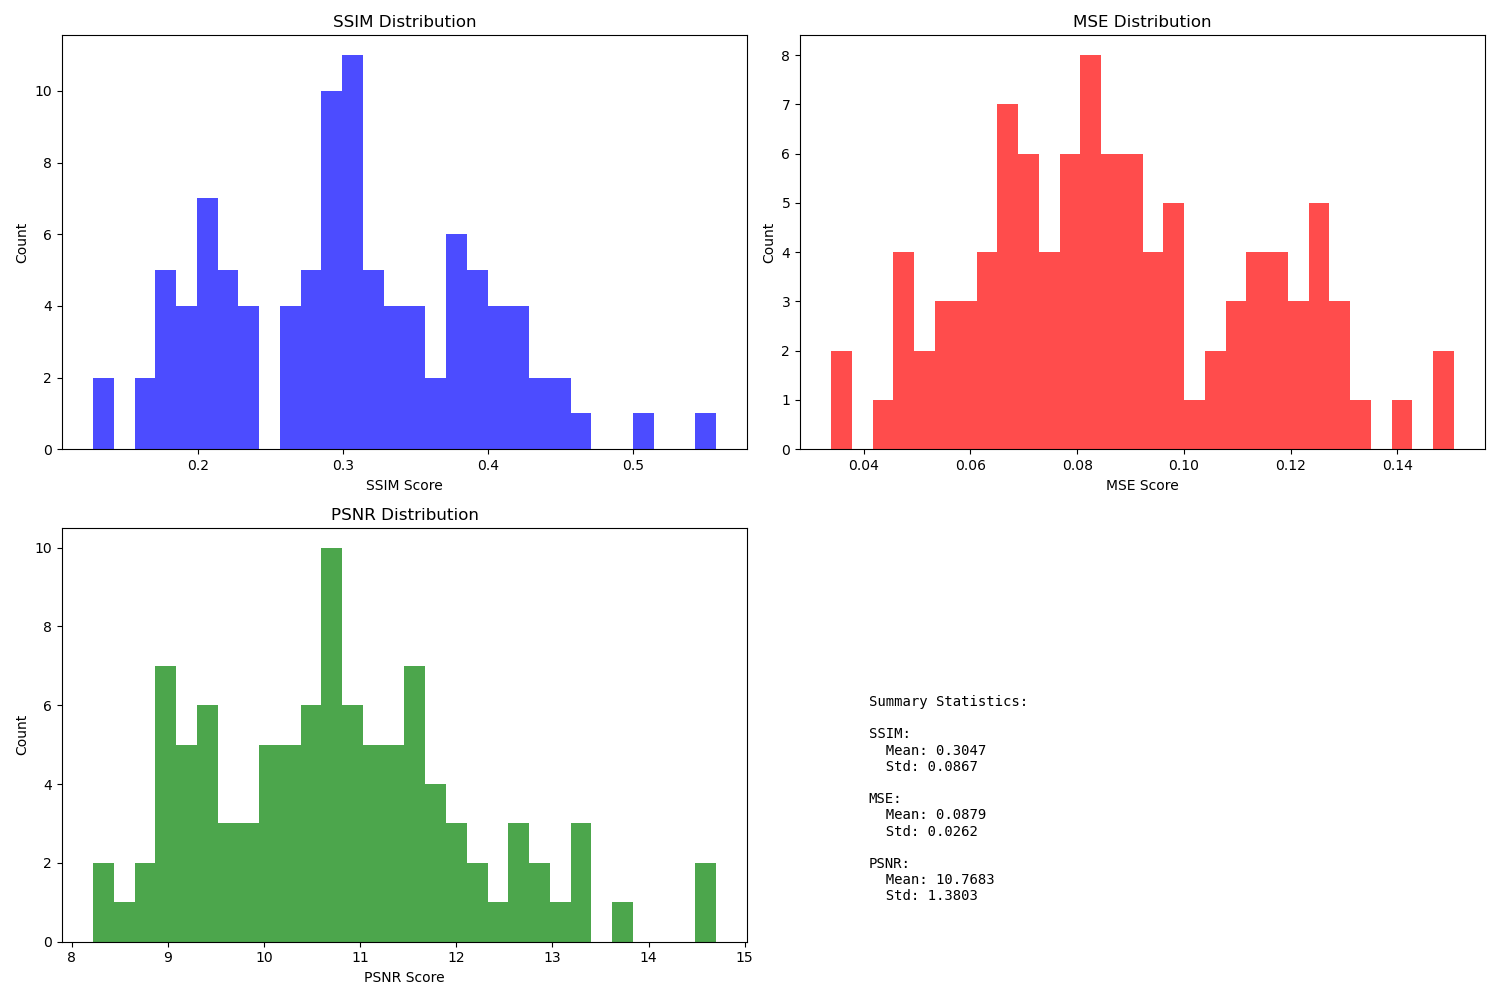 SSIM Distribution
10
8
6
4
2
0
Count
0.2 0.3 0.4 0.5
SSIM Score
MSE Distribution
8
7
6
5
4
3
2
1
0
Count
0.04 0.06 0.08 0.10 0.12 0.14
MSE Score
PSNR Distribution
10
8
6
4
2
0
Count
8 9 10 11 12 13 14 15
PSNR Score
Summary Statistics:
SSIM:
Mean: 0.3047
Std: 0.0867
MSE:
Mean: 0.0879
Std: 0.0262
PSNR:
Mean: 10.7683
Std: 1.3803